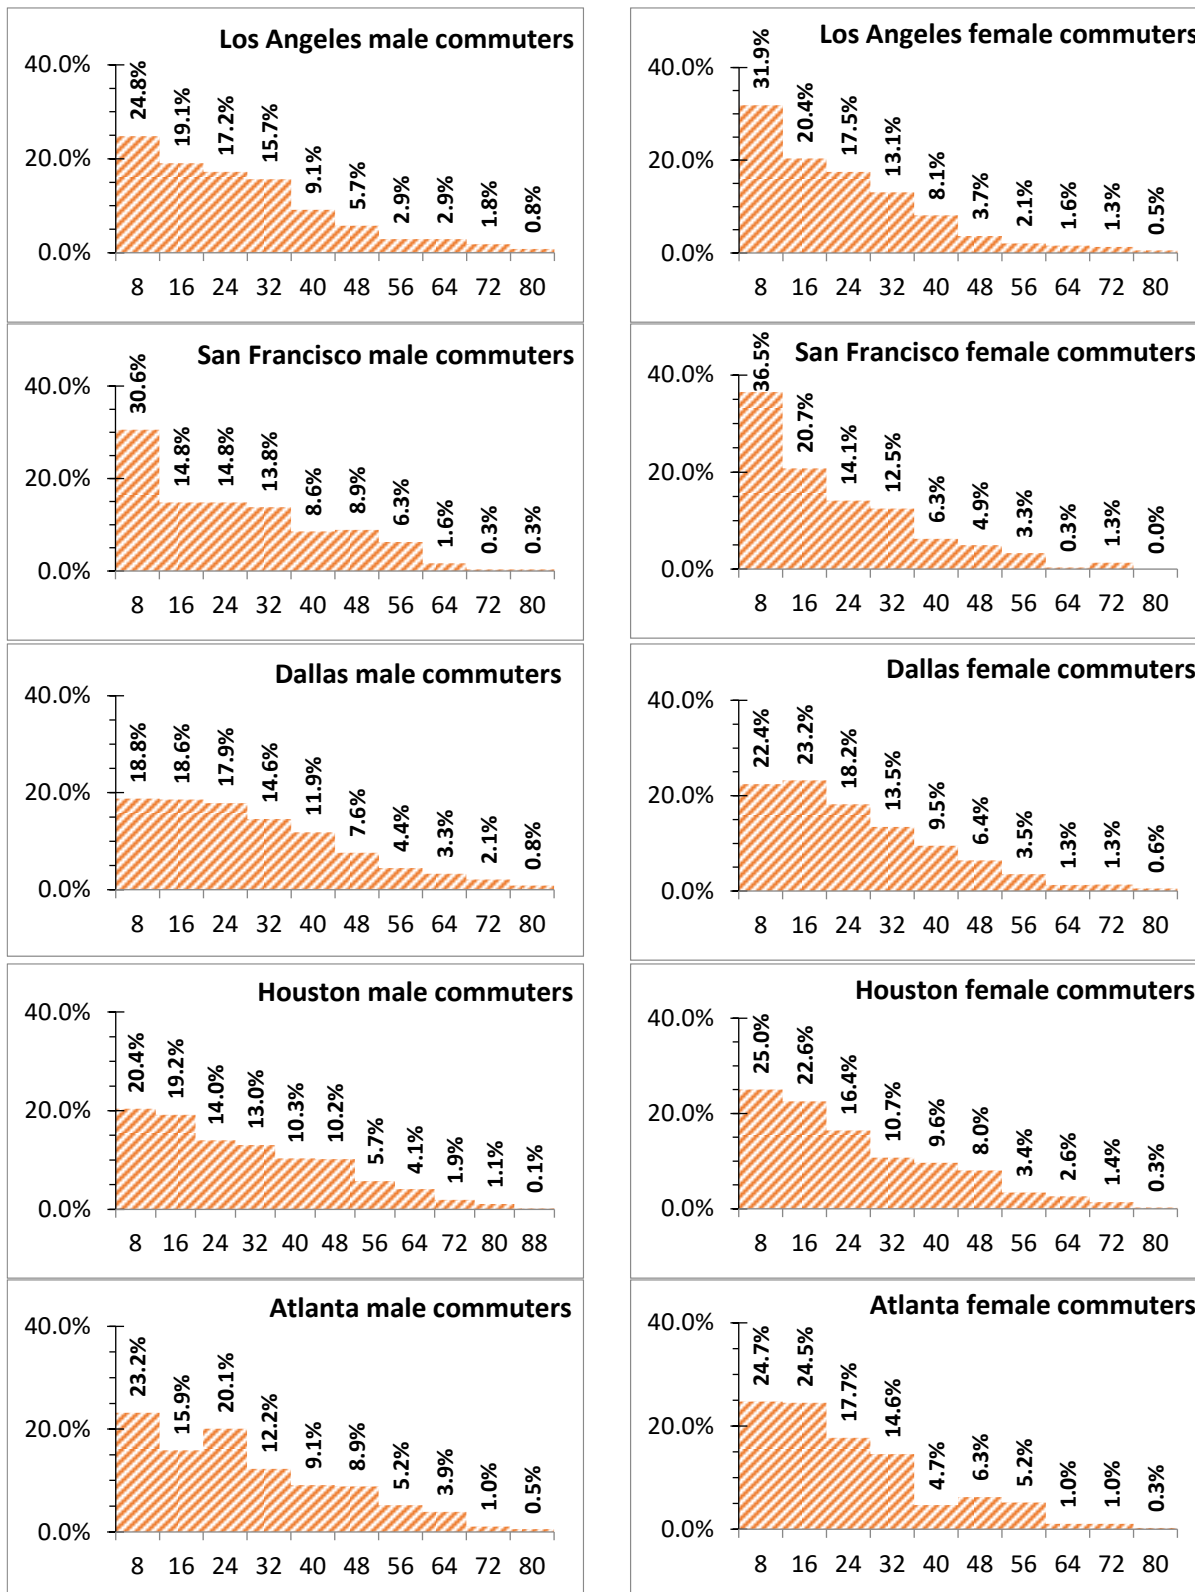 Los Angeles male commuters
40.0%
20.0%
0.0%
24.8% 19.1% 17.2% 15.7% 9.1% 5.7% 2.9% 2.9% 1.8% 0.8%
8 16 24 32 40 48 56 64 72 80
Los Angeles female commuters
40.0%
20.0%
0.0%
31.9% 20.4% 17.5% 13.1% 8.1% 3.7% 2.1% 1.6% 1.3% 0.5%
8 16 24 32 40 48 56 64 72 80
San Francisco male commuters
40.0%
20.0%
0.0%
30.6% 14.8% 14.8% 13.8% 8.6% 8.9% 6.3% 1.6% 0.3% 0.3%
8 16 24 32 40 48 56 64 72 80
San Francisco female commuters
40.0%
20.0%
0.0%
36.5% 20.7% 14.1% 12.5% 6.3% 4.9% 3.3% 0.3% 1.3% 0.0%
8 16 24 32 40 48 56 64 72 80
Dallas male commuters
40.0%
20.0%
0.0%
18.8% 18.6% 17.9% 14.6% 11.9% 7.6% 4.4% 3.3% 2.1% 0.8%
8 16 24 32 40 48 56 64 72 80
Dallas female commuters
40.0%
20.0%
0.0%
22.4% 23.2% 18.2% 13.5% 9.5% 6.4% 3.5% 1.3% 1.3% 0.6%
8 16 24 32 40 48 56 64 72 80
Houston male commuters
40.0%
20.0%
0.0%
20.4% 19.2% 14.0% 13.0% 10.3% 10.2% 5.7% 4.1% 1.9% 1.1% 0.1%
8 16 24 32 40 48 56 64 72 80 88
Houston female commuters
40.0%
20.0%
0.0%
25.0% 22.6% 16.4% 10.7% 9.6% 8.0% 3.4% 2.6% 1.4% 0.3%
8 16 24 32 40 48 56 64 72 80
Atlanta male commuters
40.0%
20.0%
0.0%
23.2% 15.9% 20.1% 12.2% 9.1% 8.9% 5.2% 3.9% 1.0% 0.5%
8 16 24 32 40 48 56 64 72 80
Atlanta female commuters
40.0%
20.0%
0.0%
24.7% 24.5% 17.7% 14.6% 4.7% 6.3% 5.2% 1.0% 1.0% 0.3%
8 16 24 32 40 48 56 64 72 80